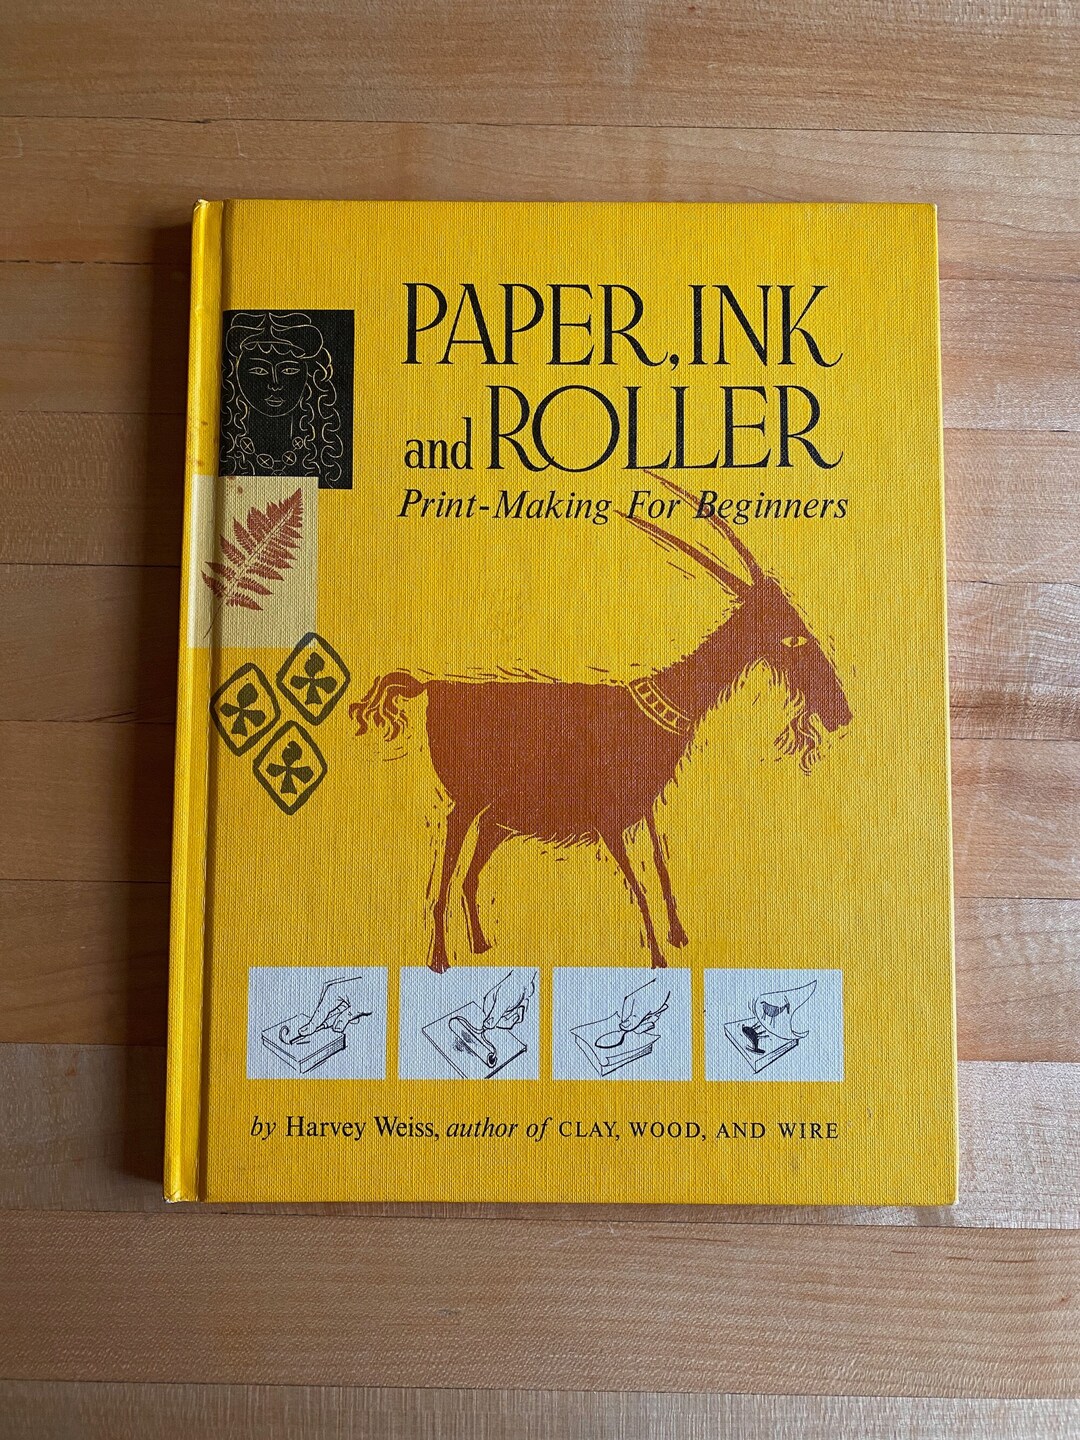 PAPER, INK
and ROLLER
Print-Making For Beginners
by Harvey Weiss, author of CLAY, WOOD, AND WIRE